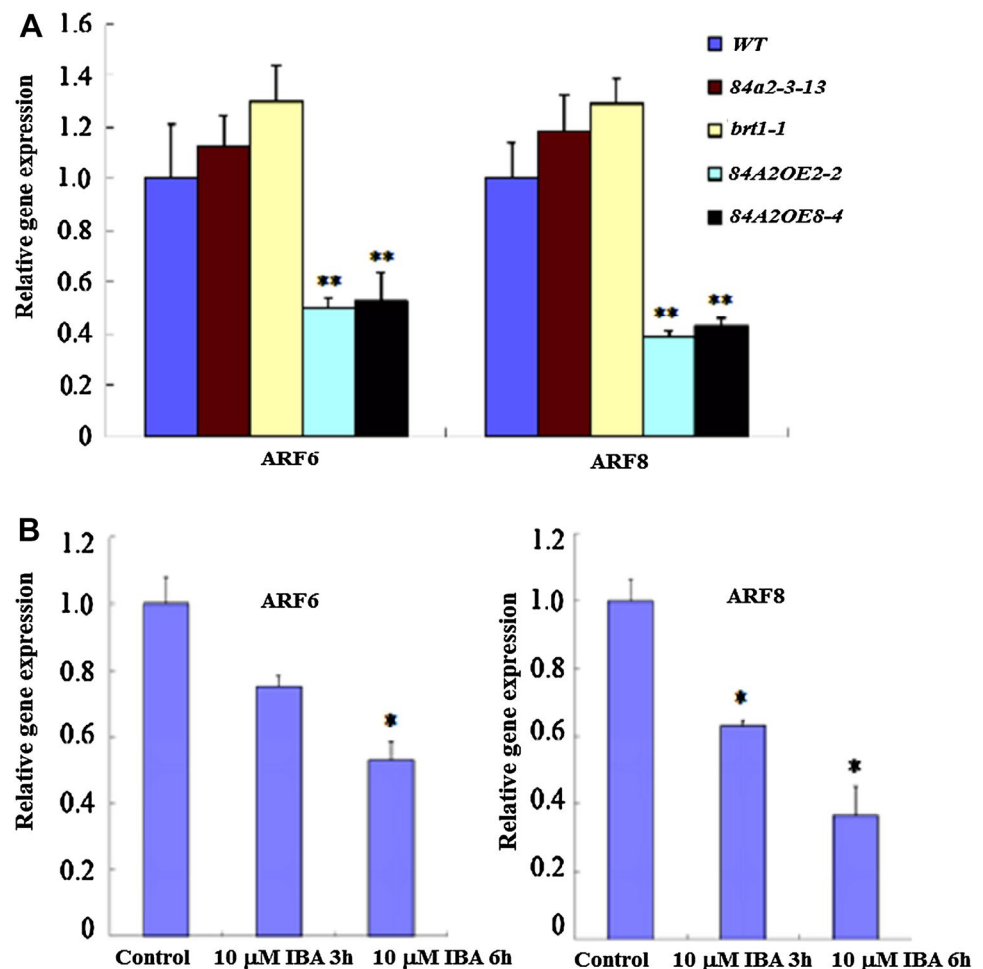 A
Relative gene expression
1.6
1.4
1.2
1.0
0.8
0.6
0.4
0.2
0
** **
** **
ARF6
ARF8
WT
84a2-3-13
brt1-1
84A2OE2-2
84A2OE8-4
B
Relative gene expression
1.2
1.0
0.8
0.6
0.4
0.2
0
ARF6
*
Control 10 µM IBA 3h 10 µM IBA 6h
Relative gene expression
1.2
1.0
0.8
0.6
0.4
0.2
0
ARF8
*
*
Control 10 µM IBA 3h 10 µM IBA 6h